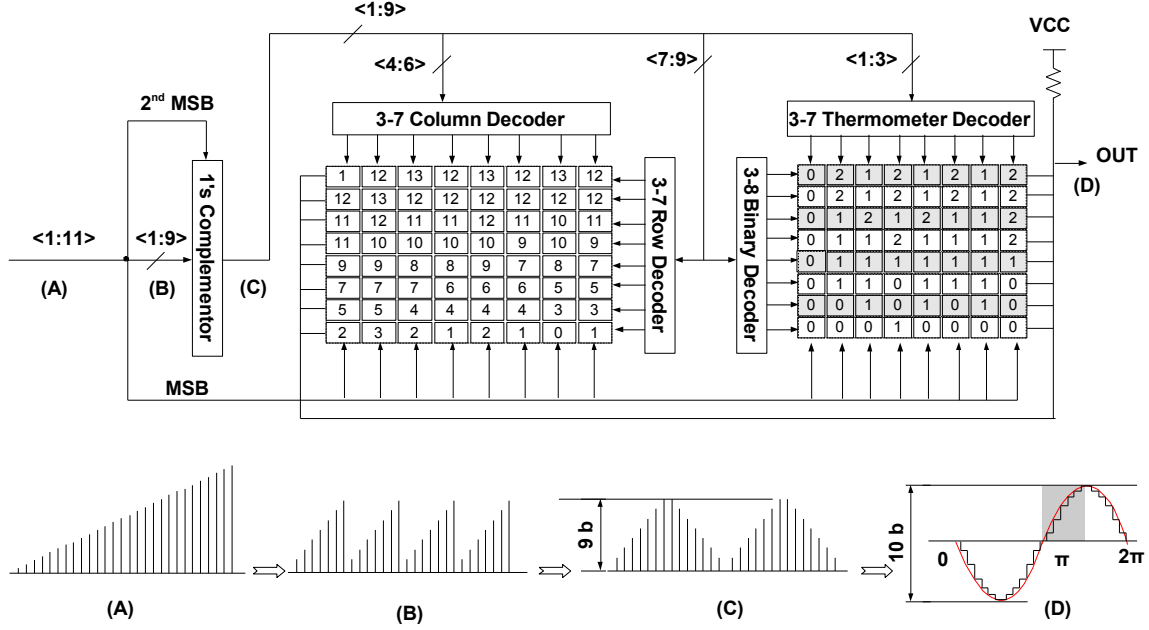 <1:9>
VCC
<4:6>
<7:9>
<1:3>
2nd MSB
3-7 Column Decoder
3-7 Thermometer Decoder
OUT
(D)
1's Complementor
3-7 Row Decoder
3-8 Binary Decoder
1 12 13 12 13 12 13 12
12 13 12 12 12 12 12 12
11 12 11 11 12 11 10 11
11 10 10 10 10 9 10 9
9 9 8 8 9 7 8 7
7 7 7 6 6 6 5 5
5 5 4 4 4 4 3 3
2 3 2 1 2 1 0 1
0 2 1 2 1 2 1 2
0 2 1 2 1 2 1 2
0 1 2 1 2 1 1 2
0 1 1 2 1 1 1 2
0 1 1 1 1 1 1 1
0 1 0 1 1 1 1 0
0 0 1 0 1 0 1 0
0 0 0 1 0 0 0 0
<1:11>
<1:9>
(A)
(B)
(C)
MSB
9 b
10 b
0
π
2π
(A)
(B)
(C)
(D)